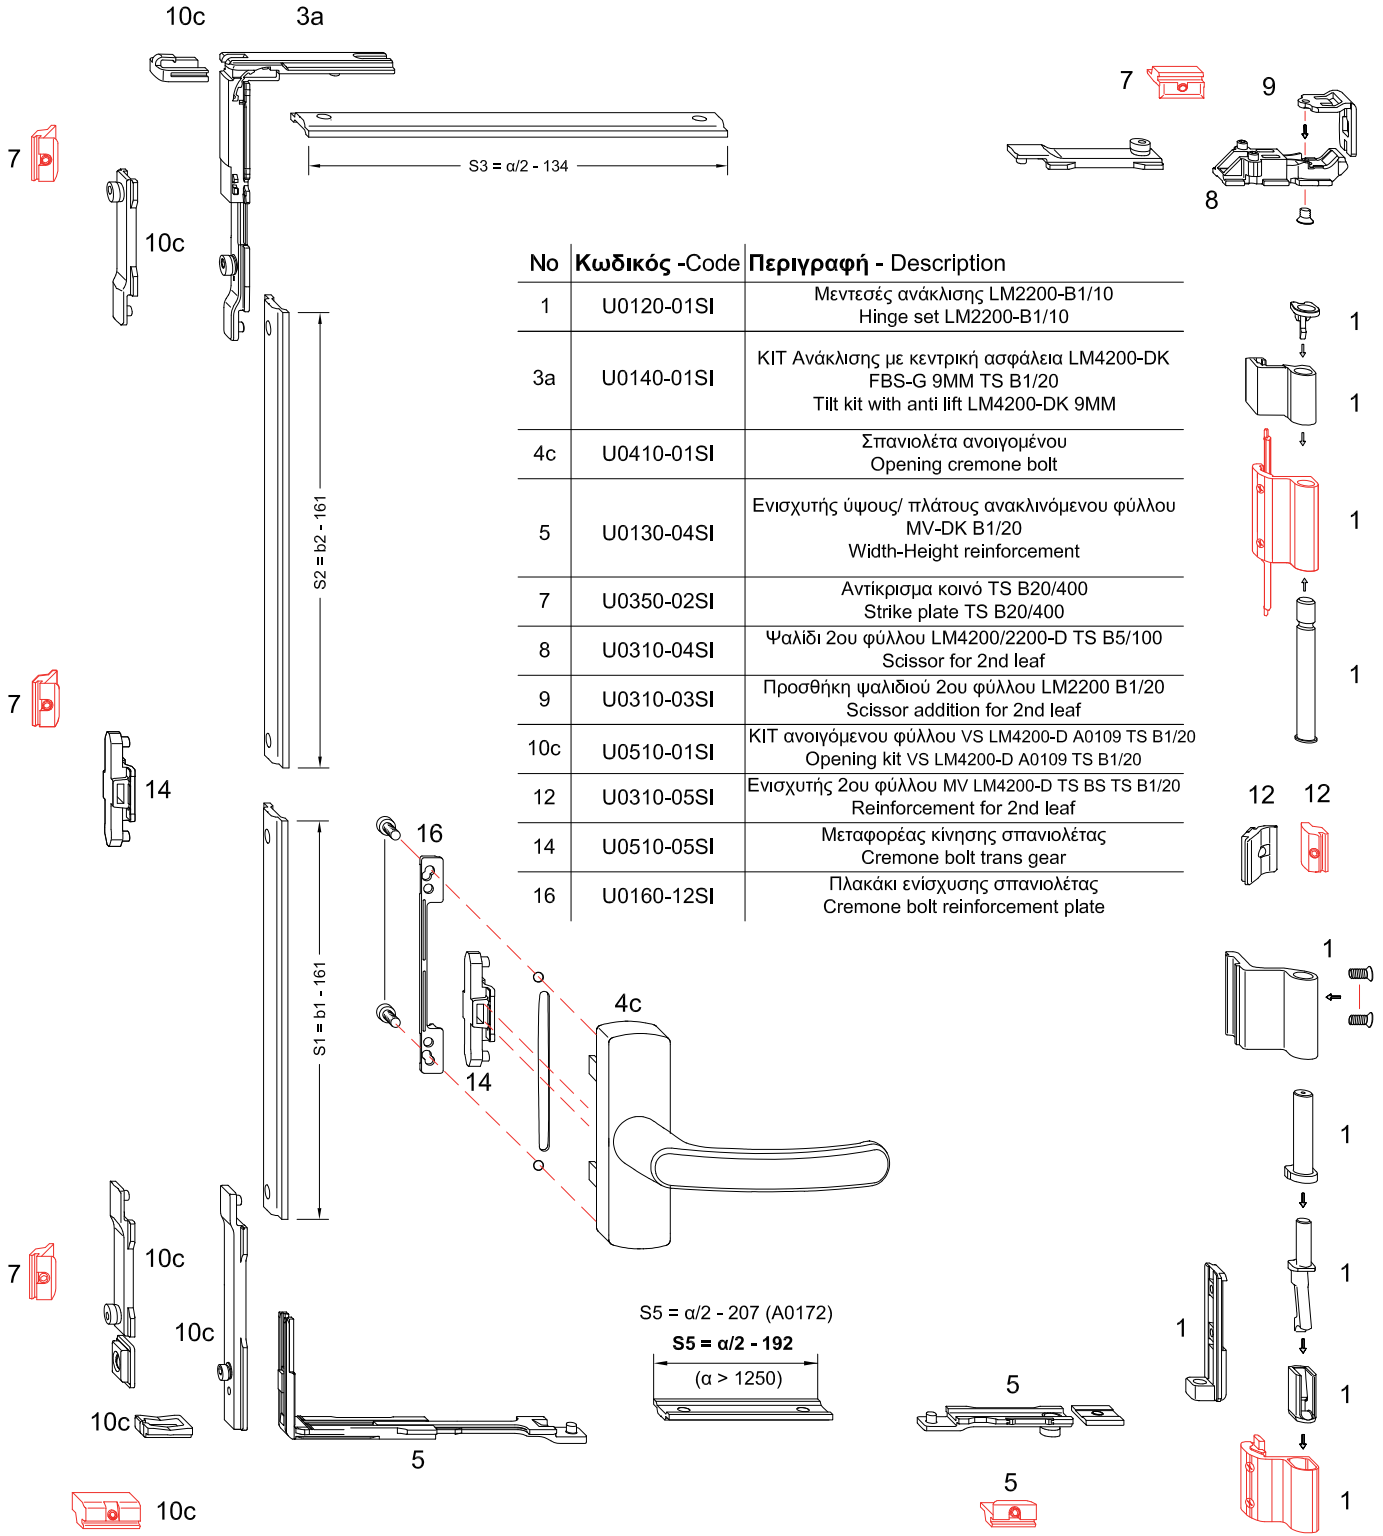 10c
3a
7
9
7
S3 = α/2 - 134
8
10c
No Κωδικός -Code Περιγραφή - Description
1 U0120-01SI Μεντεσές ανάκλισης LM2200-B1/10
Hinge set LM2200-B1/10
3a U0140-01SI ΚΙΤ Ανάκλισης με κεντρική ασφάλεια LM4200-DK
FBS-G 9MM TS B1/20
Tilt kit with anti lift LM4200-DK 9MM
4c U0410-01SI Σπανιολέτα ανοιγομένου
Opening cremone bolt
5 U0130-04SI Ενισχυτής ύψους/ πλάτους ανακλινόμενου φύλλου
MV-DK B1/20
Width-Height reinforcement
7 U0350-02SI Αντίκρισμα κοινό TS B20/400
Strike plate TS B20/400
8 U0310-04SI Ψαλίδι 2ου φύλλου LM4200/2200-D TS B5/100
Scissor for 2nd leaf
9 U0310-03SI Προσθήκη ψαλιδιού 2ου φύλλου LM2200 B1/20
Scissor addition for 2nd leaf
10c U0510-01SI ΚΙΤ ανοιγόμενου φύλλου VS LM4200-D A0109 TS B1/20
Opening kit VS LM4200-D A0109 TS B1/20
12 U0310-05SI Ενισχυτής 2ου φύλλου MV LM4200-D TS BS TS B1/20
Reinforcement for 2nd leaf
14 U0510-05SI Μεταφορέας κίνησης σπανιολέτας
Cremone bolt trans gear
16 U0160-12SI Πλακάκι ενίσχυσης σπανιολέτας
Cremone bolt reinforcement plate
1
1
1
1
S2 = b2 - 161
7
14
12
12
16
S1 = b1 - 161
14
4c
1
1
7
10c
10c
10c
1
1
1
S5 = α/2 - 207 (A0172)
S5 = α/2 - 192
(α > 1250)
5
5
10c
5
1